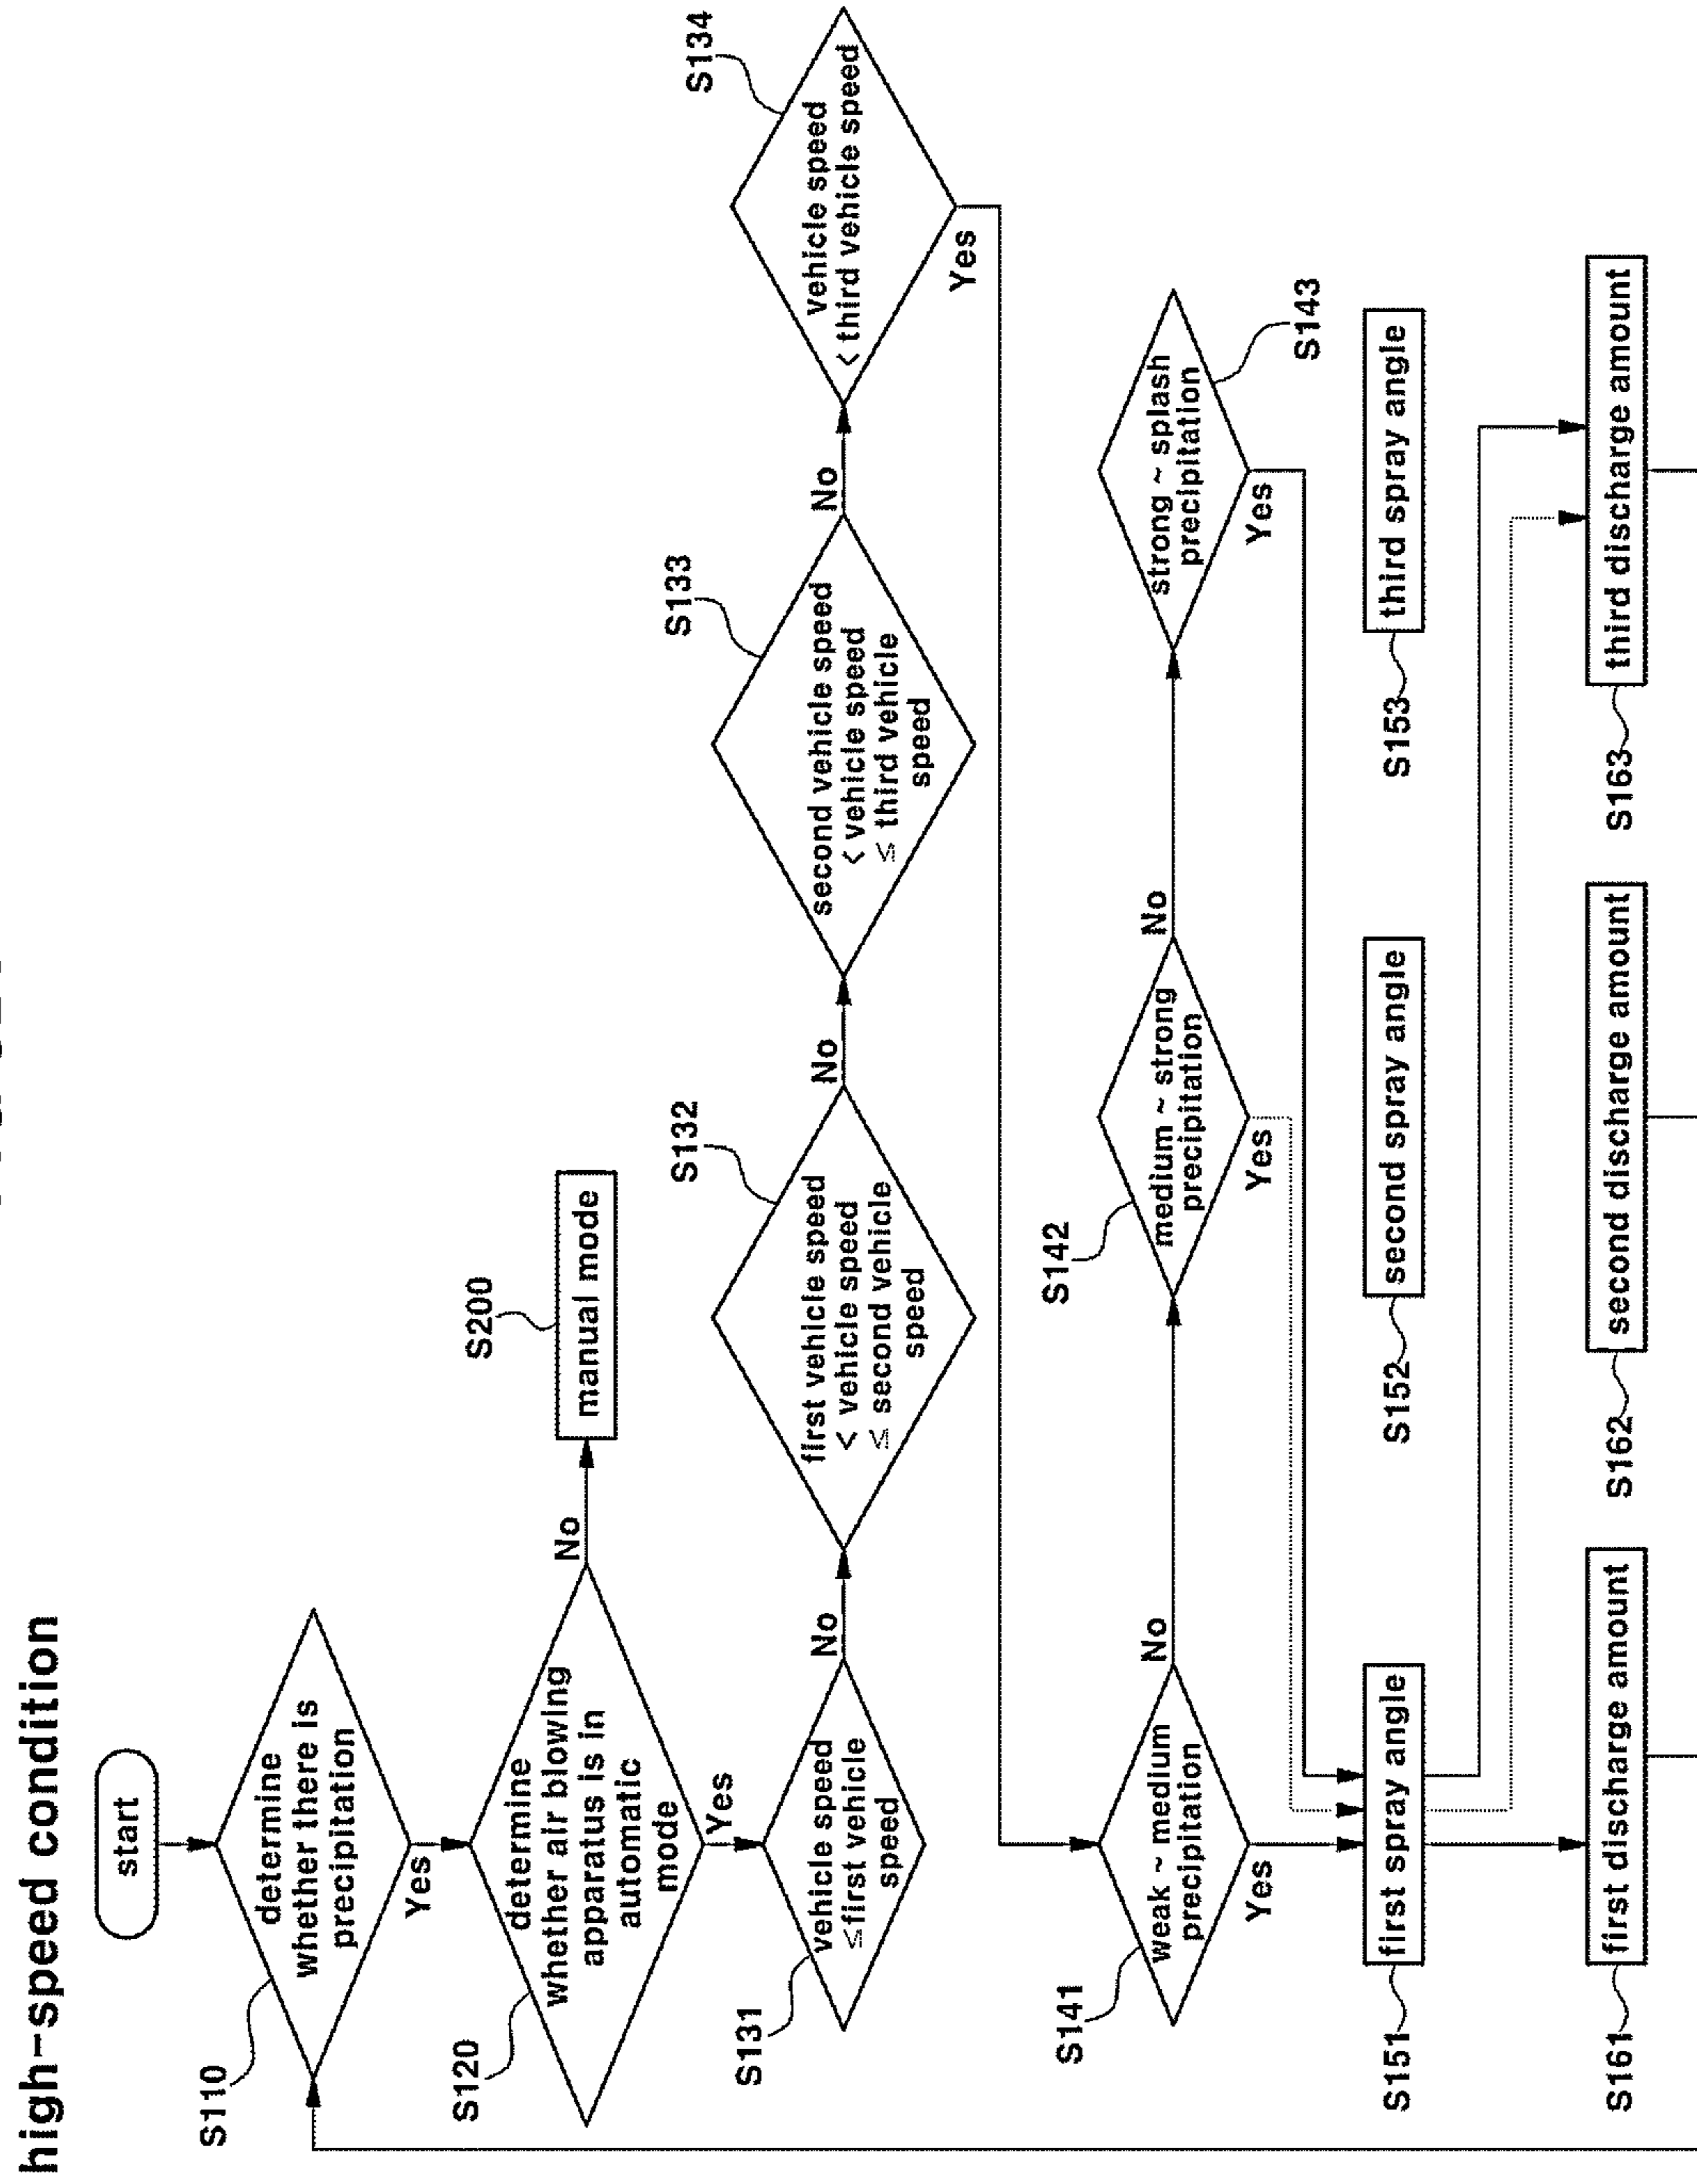 high-speed condition
start
S110
determine
whether there is
precipitation
Yes
S120
determine
whether air blowing
apparatus is in
automatic
mode
No
S200
manual mode
Yes
S131
vehicle speed
≤first vehicle
speed
No
S132
first vehicle speed
< vehicle speed
≤ second vehicle
speed
No
S133
second vehicle speed
< vehicle speed
≤ third vehicle
speed
No
S134
vehicle speed
< third vehicle speed
Yes
S141
weak ~ medium
precipitation
No
Yes
S142
medium ~ strong
precipitation
No
Yes
strong ~ splash
precipitation
S143
Yes
S151
first spray angle
S152
second spray angle
S153
third spray angle
S161
first discharge amount
S162
second discharge amount
S163
third discharge amount